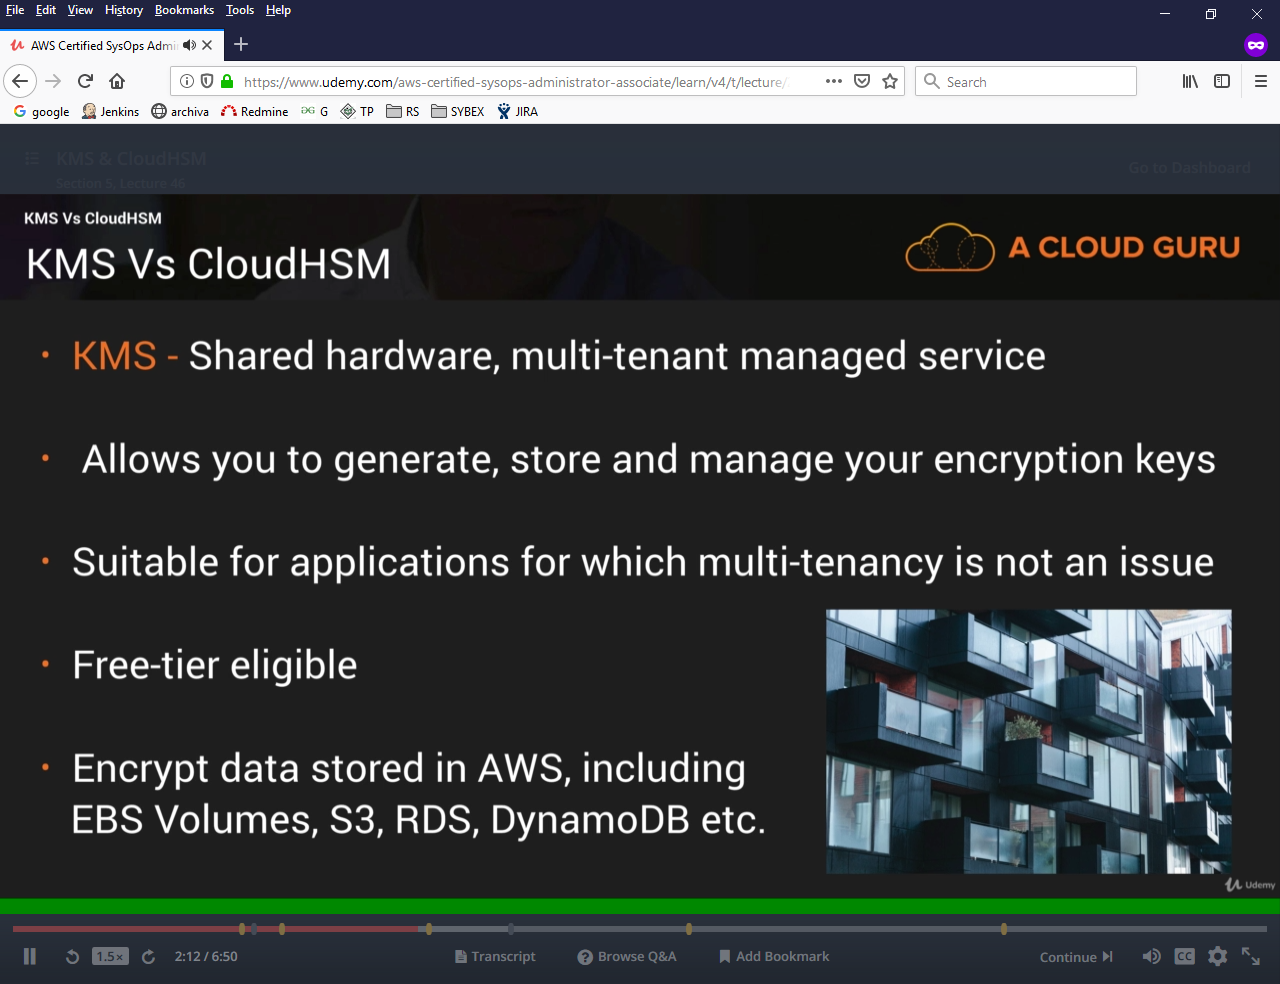 File Edit View History Bookmarks Tools Help
AWS Certified SysOps Admi
https://www.udemy.com/aws-certified-sysops-administrator-associate/learn/v4/t/lecture/
Search
google Jenkins archiva Redmine G TP RS SYBEX JIRA
KMS & CloudHSM
Go to Dashboard
Section 5, Lecture 46
KMS Vs CloudHSM
KMS Vs CloudHSM
A CLOUD GURU
• KMS - Shared hardware, multi-tenant managed service
• Allows you to generate, store and manage your encryption keys
• Suitable for applications for which multi-tenancy is not an issue
• Free-tier eligible
• Encrypt data stored in AWS, including
EBS Volumes, S3, RDS, DynamoDB etc.
Udemy
1.5× 2:12 / 6:50 Transcript Browse Q&A Add Bookmark Continue CC